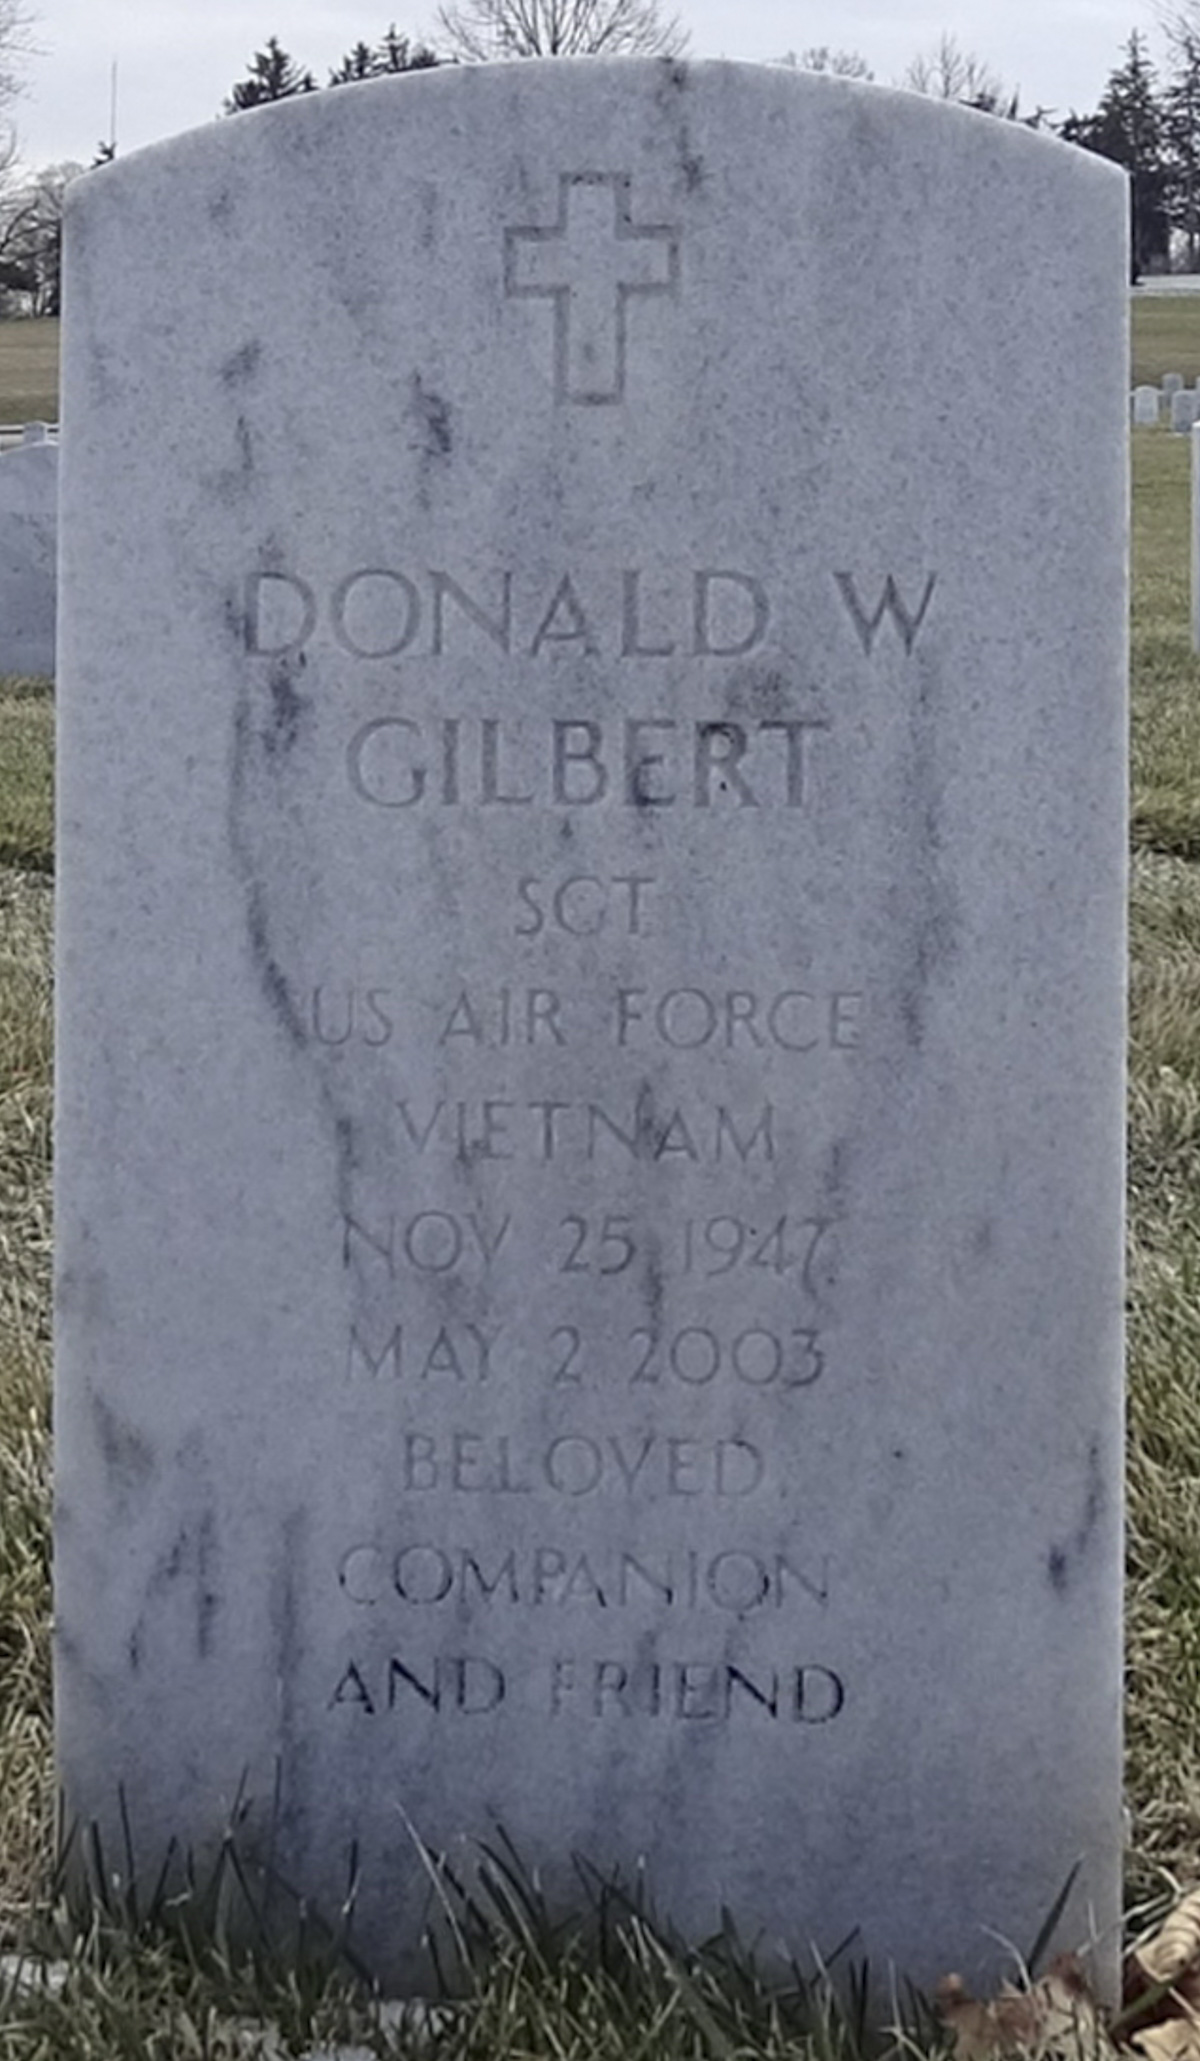 DONALD W
GILBERT
SGT
US AIR FORCE
VIETNAM
NOV 25 1947
MAY 2 2003
BELOVED
COMPANION
AND FRIEND